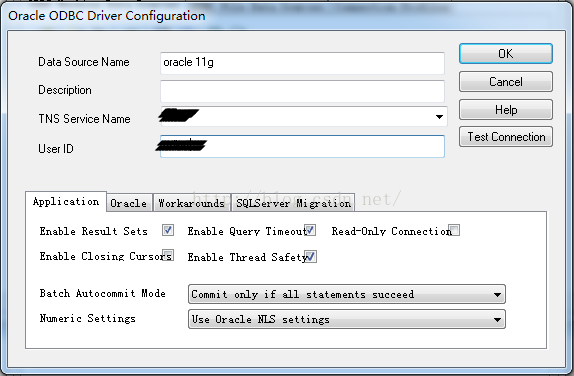 Oracle ODBC Driver Configuration
Data Source Name oracle 11g OK
Description Cancel
TNS Service Name Help
User ID Test Connection
http://blog.csdn.net/
Application Oracle Workarounds SQLServer Migration
Enable Result Sets Enable Query Timeout Read-Only Connection
Enable Closing Cursors Enable Thread Safety
Batch Autocommit Mode Commit only if all statements succeed
Numeric Settings Use Oracle NLS settings